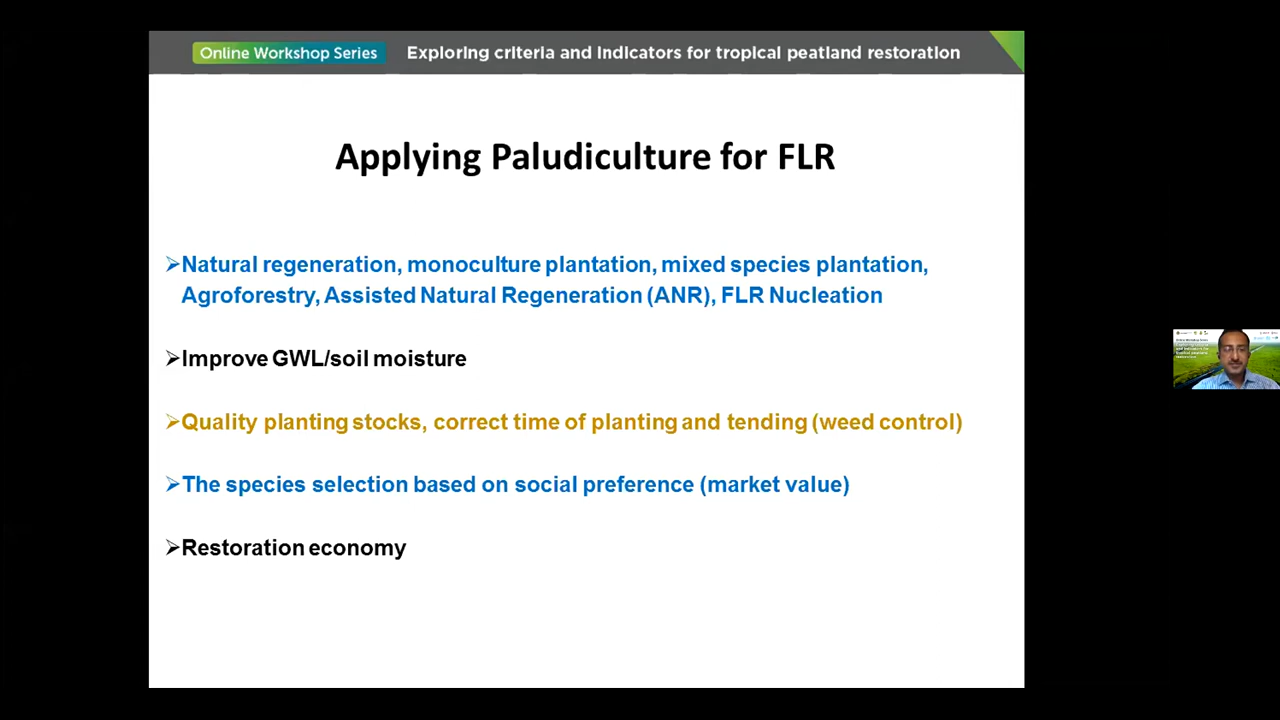 Online Workshop Series Exploring criteria and indicators for tropical peatland restoration
Applying Paludiculture for FLR
➢Natural regeneration, monoculture plantation, mixed species plantation,
Agroforestry, Assisted Natural Regeneration (ANR), FLR Nucleation
➢Improve GWL/soil moisture
➢Quality planting stocks, correct time of planting and tending (weed control)
➢The species selection based on social preference (market value)
➢Restoration economy